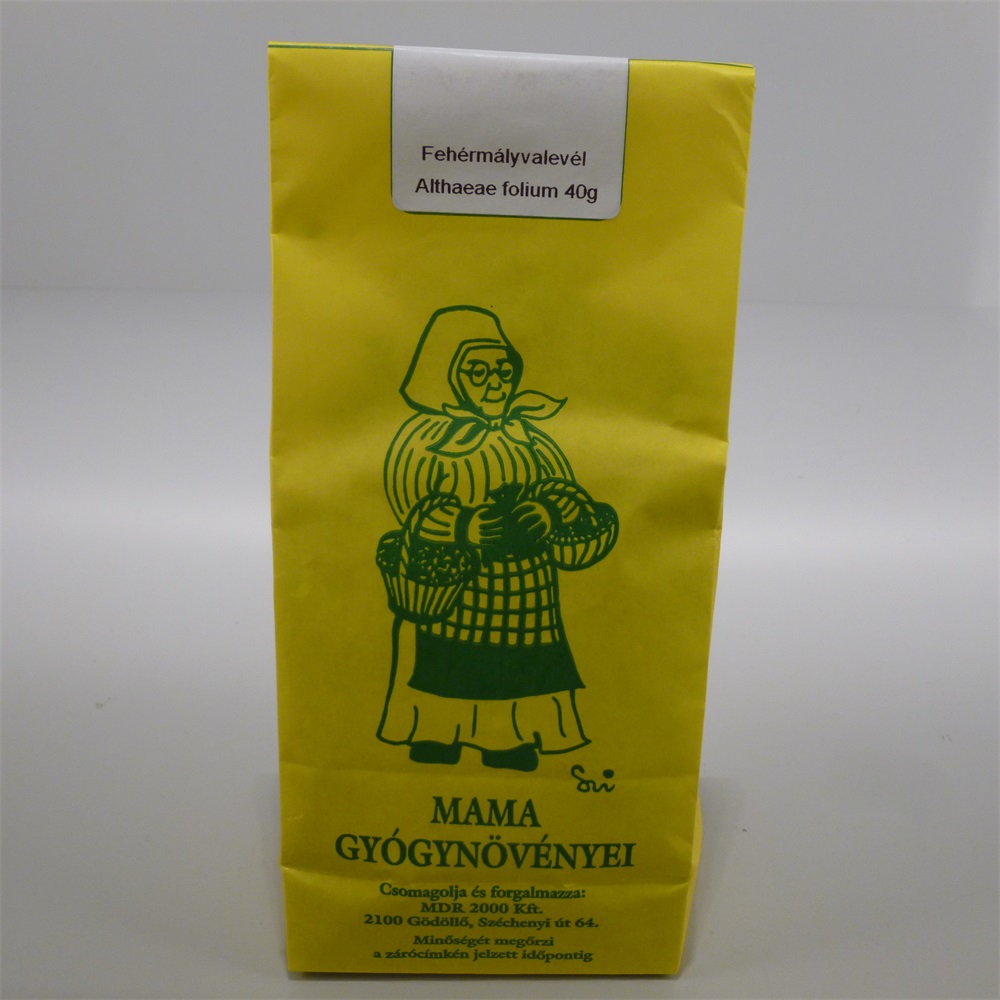 Fehérmályvalevél
Althaeae folium 40g
Sui
MAMA
GYÓGYNÖVÉNYEI
Csomagolja és forgalmazza:
MDR 2000 Kft.
2100 Gödöllő, Széchenyi út 64.
Minőségét megőrzi
a zárócímkén jelzett időpontig